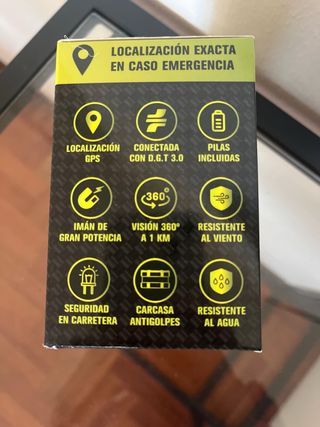 LOCALIZACIÓN EXACTA
EN CASO EMERGENCIA
LOCALIZACIÓN
GPS
CONECTADA
CON D.G.T 3.0
PILAS
INCLUIDAS
360°
IMÁN DE
GRAN POTENCIA
VISIÓN 360º
A 1 KM
RESISTENTE
AL VIENTO
SEGURIDAD
EN CARRETERA
CARCASA
ANTIGOLPES
RESISTENTE
AL AGUA